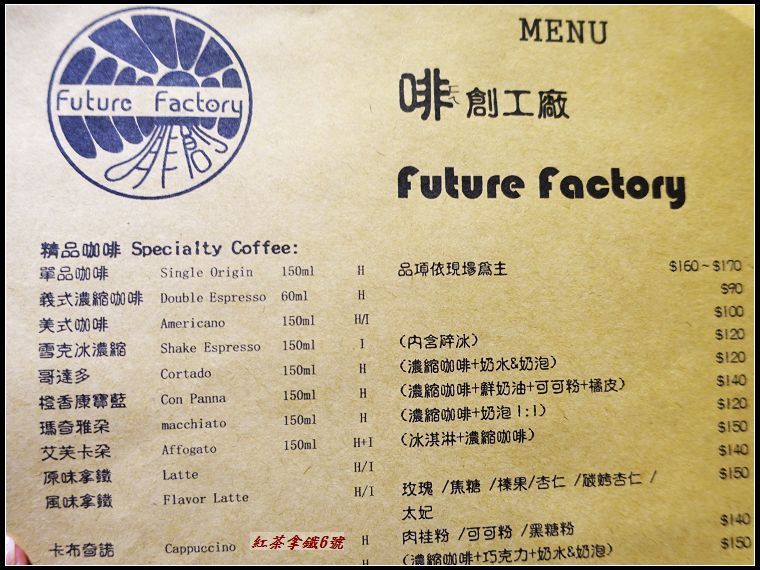 MENU
Future Factory
啡創工廠
Future Factory
精品咖啡 Specialty Coffee:
單品咖啡 Single Origin 150ml H 品項依現場為主 $160~$170
義式濃縮咖啡 Double Espresso 60ml H $90
美式咖啡 Americano 150ml H/I $100
雪克冰濃縮 Shake Espresso 150ml I (內含碎冰) $120
哥達多 Cortado 150ml H (濃縮咖啡+奶水&奶泡) $120
橙香康寶藍 Con Panna 150ml H (濃縮咖啡+鮮奶油+可可粉+橘皮) $140
瑪奇雅朵 macchiato 150ml H (濃縮咖啡+奶泡1:1) $120
艾芙卡朵 Affogato 150ml H+I (冰淇淋+濃縮咖啡) $150
原味拿鐵 Latte H/I $140
風味拿鐵 Flavor Latte H/I 玫瑰 /焦糖 /榛果/杏仁 /碳烤杏仁 / $150
太妃
卡布奇諾 Cappuccino H 肉桂粉 /可可粉 /黑糖粉 $140
H (濃縮咖啡+巧克力+奶水&奶泡) $150
紅茶拿鐵6號